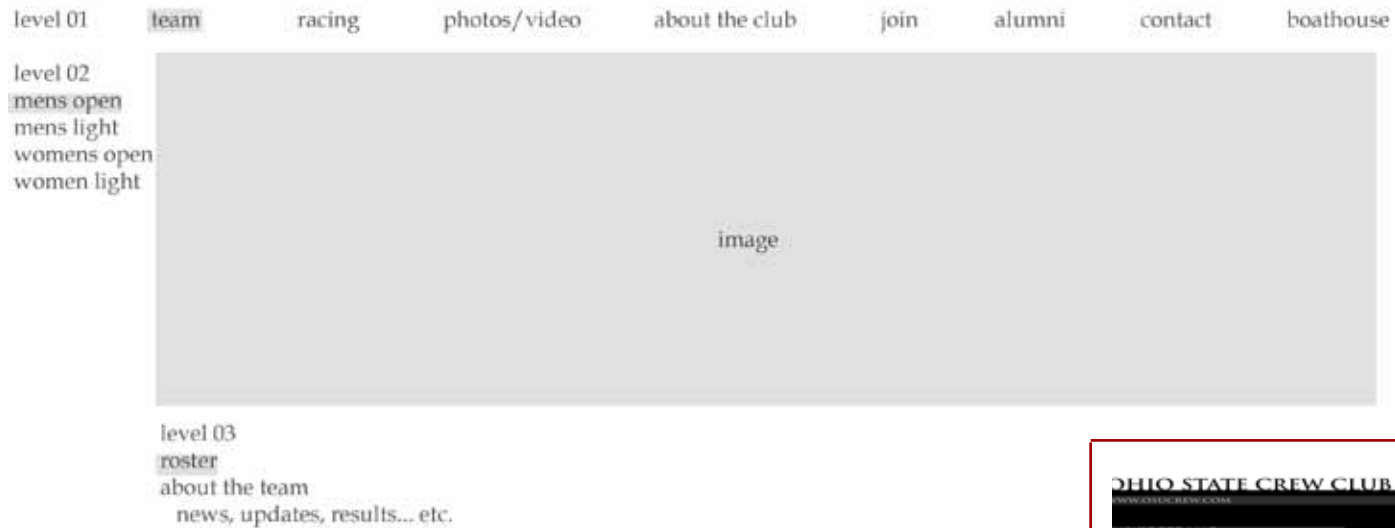 level 01 team racing photos/video about the club join alumni contact boathouse
level 02
mens open
mens light
womens open
women light
image
level 03
roster
about the team
news, updates, results... etc.
OHIO STATE CREW CLUB
WWW.OSUCREW.COM